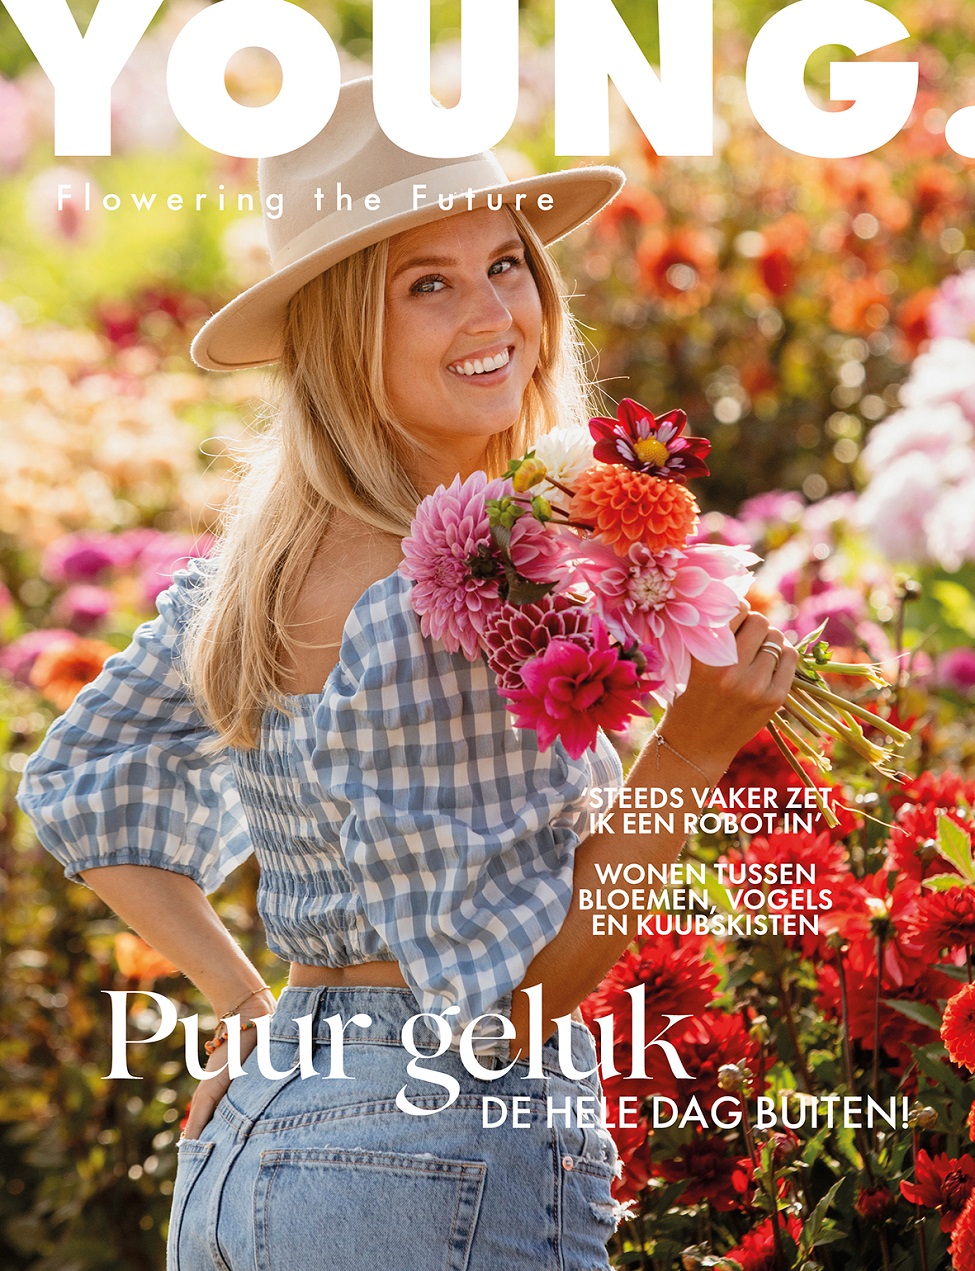 YOUNG.
Flowering the Future
‘STEEDS VAKER ZET
IK EEN ROBOT IN’
WONEN TUSSEN
BLOEMEN, VOGELS
EN KUUBSKISTEN
Puur geluk
DE HELE DAG BUITEN!